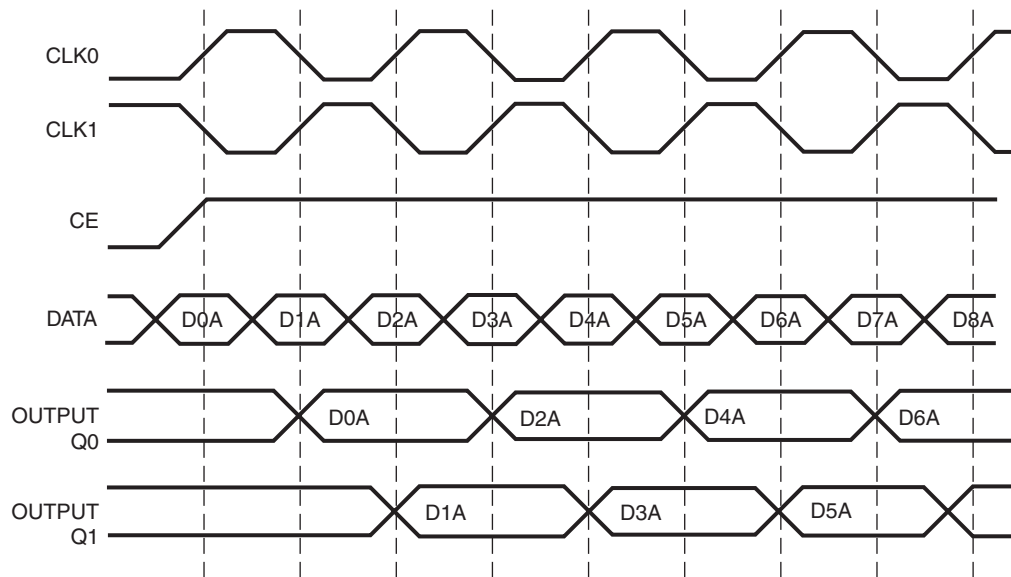 CLK0
CLK1
CE
DATA D0A D1A D2A D3A D4A D5A D6A D7A D8A
OUTPUT
Q0
D0A D2A D4A D6A
OUTPUT
Q1
D1A D3A D5A